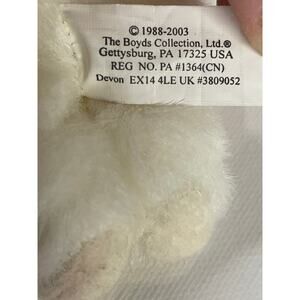 © 1988-2003
The Boyds Collection, Ltd.®
Gettysburg, PA 17325 USA
REG NO. PA #1364(CN)
Devon EX14 4LE UK #3809052